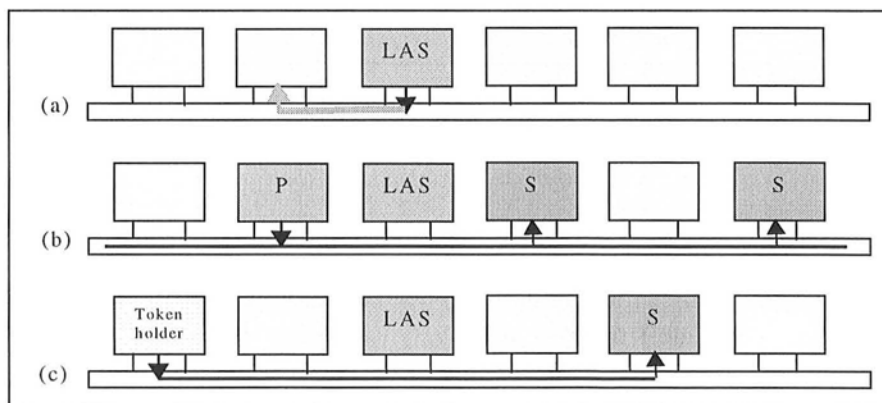 LAS
(a)
P LAS S S
(b)
Token
holder LAS S
(c)